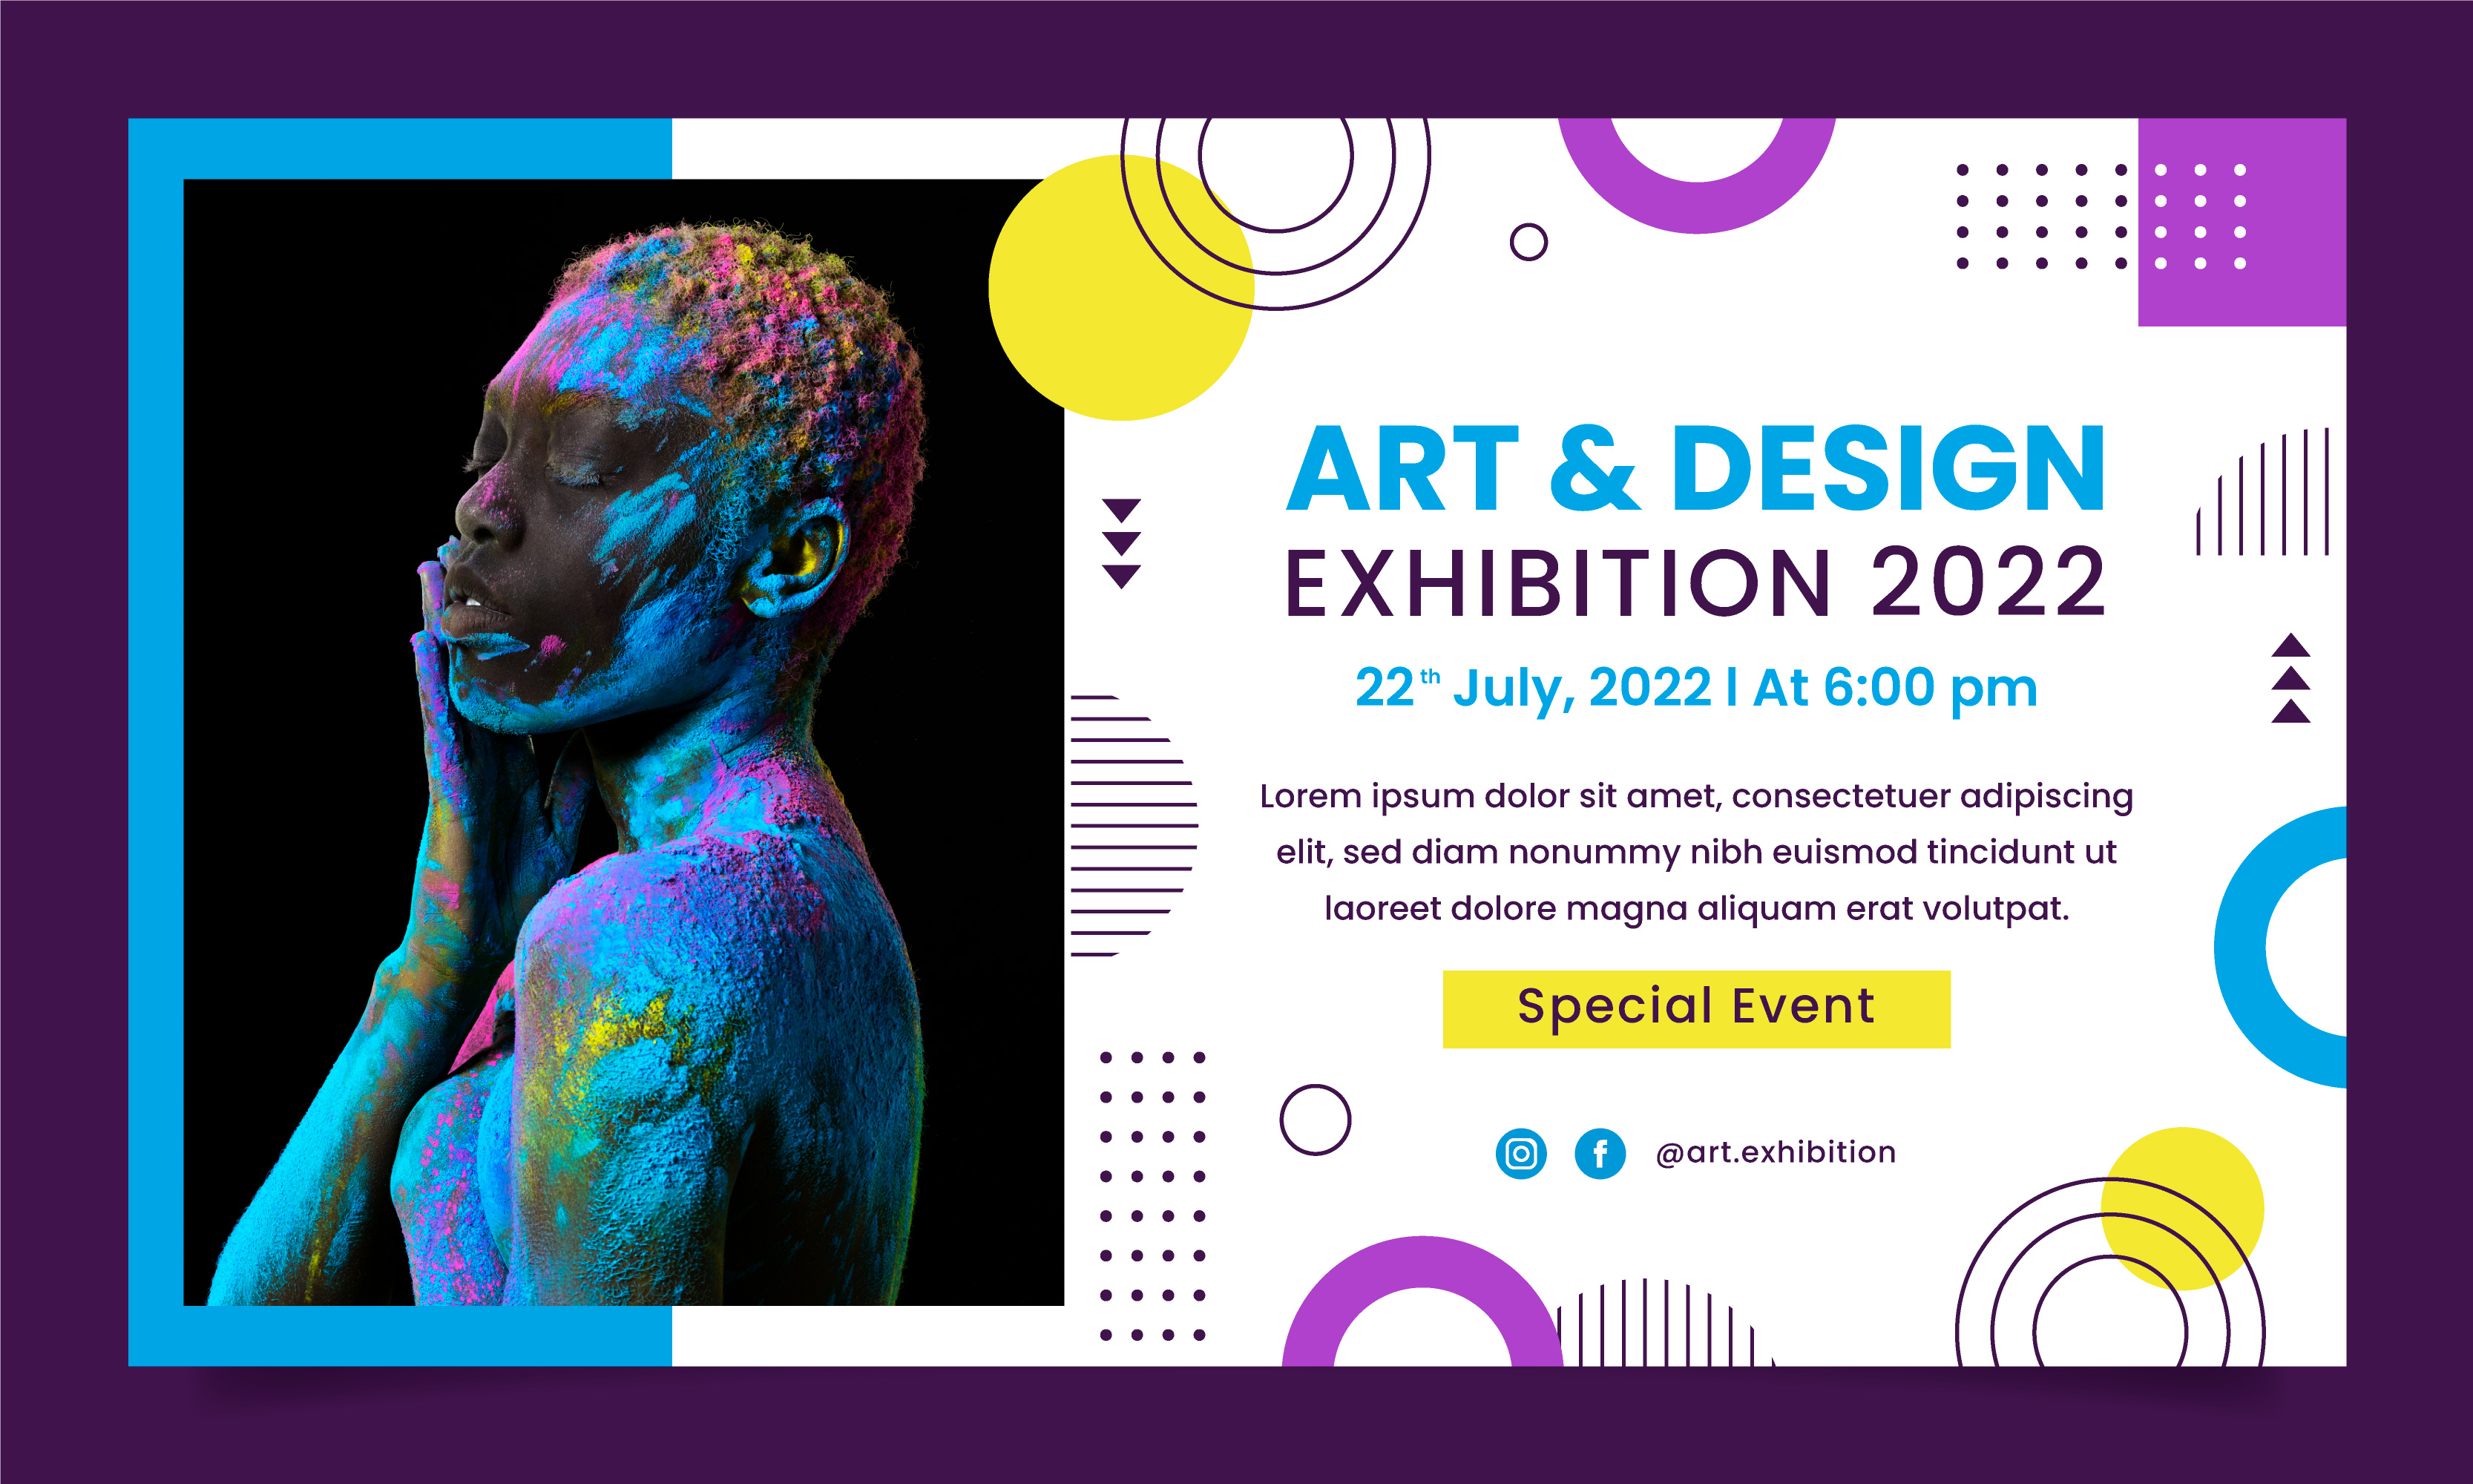 ART & DESIGN
EXHIBITION 2022
22th July, 2022 | At 6:00 pm
Lorem ipsum dolor sit amet, consectetuer adipiscing
elit, sed diam nonummy nibh euismod tincidunt ut
laoreet dolore magna aliquam erat volutpat.
Special Event
@art.exhibition